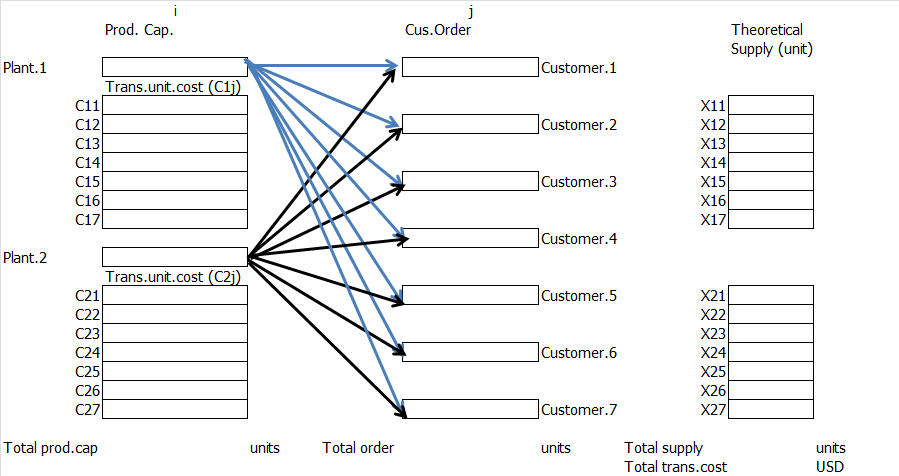 i j
Prod. Cap. Cus.Order Theoretical
Supply (unit)
Plant.1 Customer.1
Trans.unit.cost (C1j)
C11 X11
C12 Customer.2 X12
C13 X13
C14 X14
C15 Customer.3 X15
C16 X16
C17 X17
Customer.4
Plant.2
Trans.unit.cost (C2j)
C21 Customer.5 X21
C22 X22
C23 X23
C24 Customer.6 X24
C25 X25
C26 X26
C27 Customer.7 X27
Total prod.cap units Total order units Total supply units
Total trans.cost USD